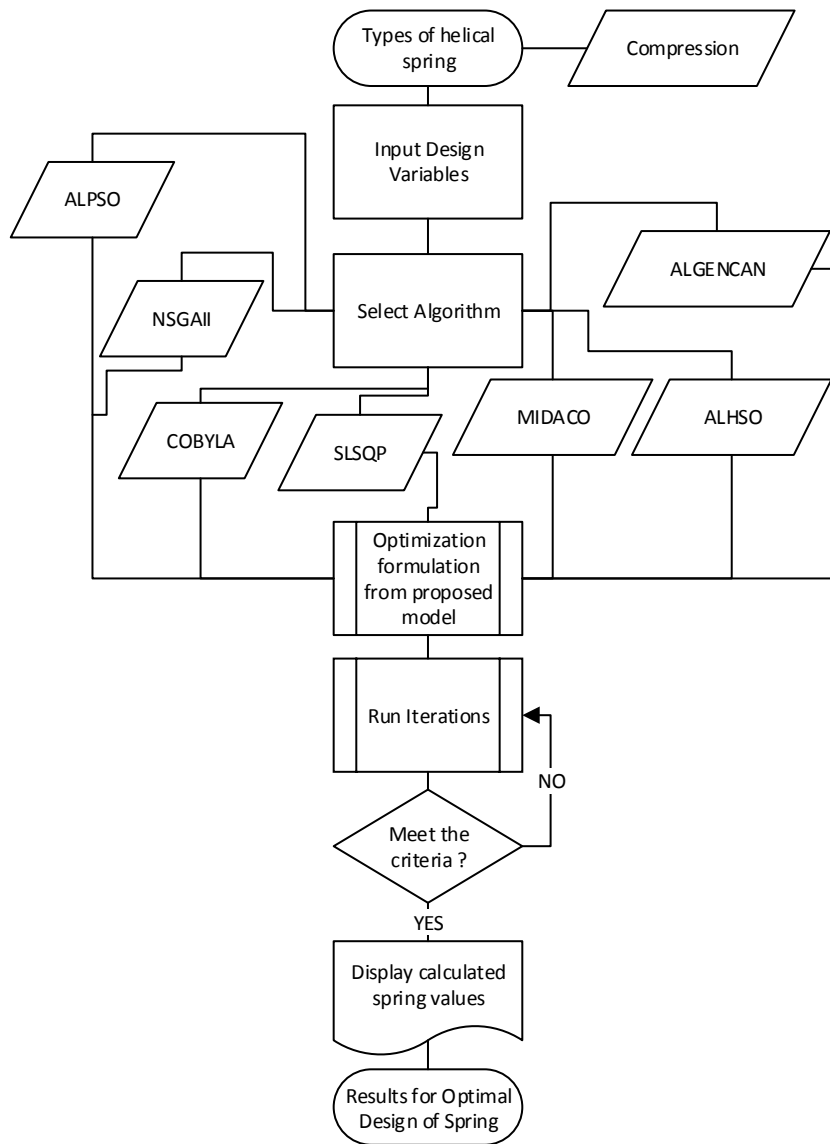 Types of helical
spring
Compression
Input Design
Variables
ALPSO
ALGENCAN
NSGAII
Select Algorithm
COBYLA
SLSQP
MIDACO
ALHSO
Optimization
formulation
from proposed
model
Run Iterations
NO
Meet the
criteria ?
YES
Display calculated
spring values
Results for Optimal
Design of Spring